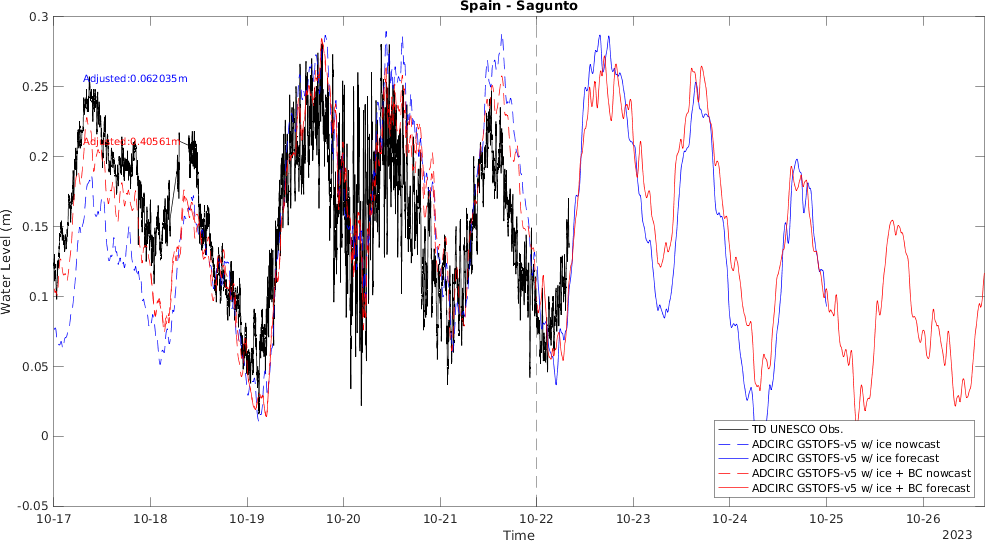 Spain - Sagunto
Water Level (m)
0.3
0.25
0.2
0.15
0.1
0.05
0
-0.05
Adjusted:0.062035m
Adjusted:0.40561m
TD UNESCO Obs.
ADCIRC GSTOFS-v5 w/ ice nowcast
ADCIRC GSTOFS-v5 w/ ice forecast
ADCIRC GSTOFS-v5 w/ ice + BC nowcast
ADCIRC GSTOFS-v5 w/ ice + BC forecast
10-17 10-18 10-19 10-20 10-21 10-22 10-23 10-24 10-25 10-26
Time
2023